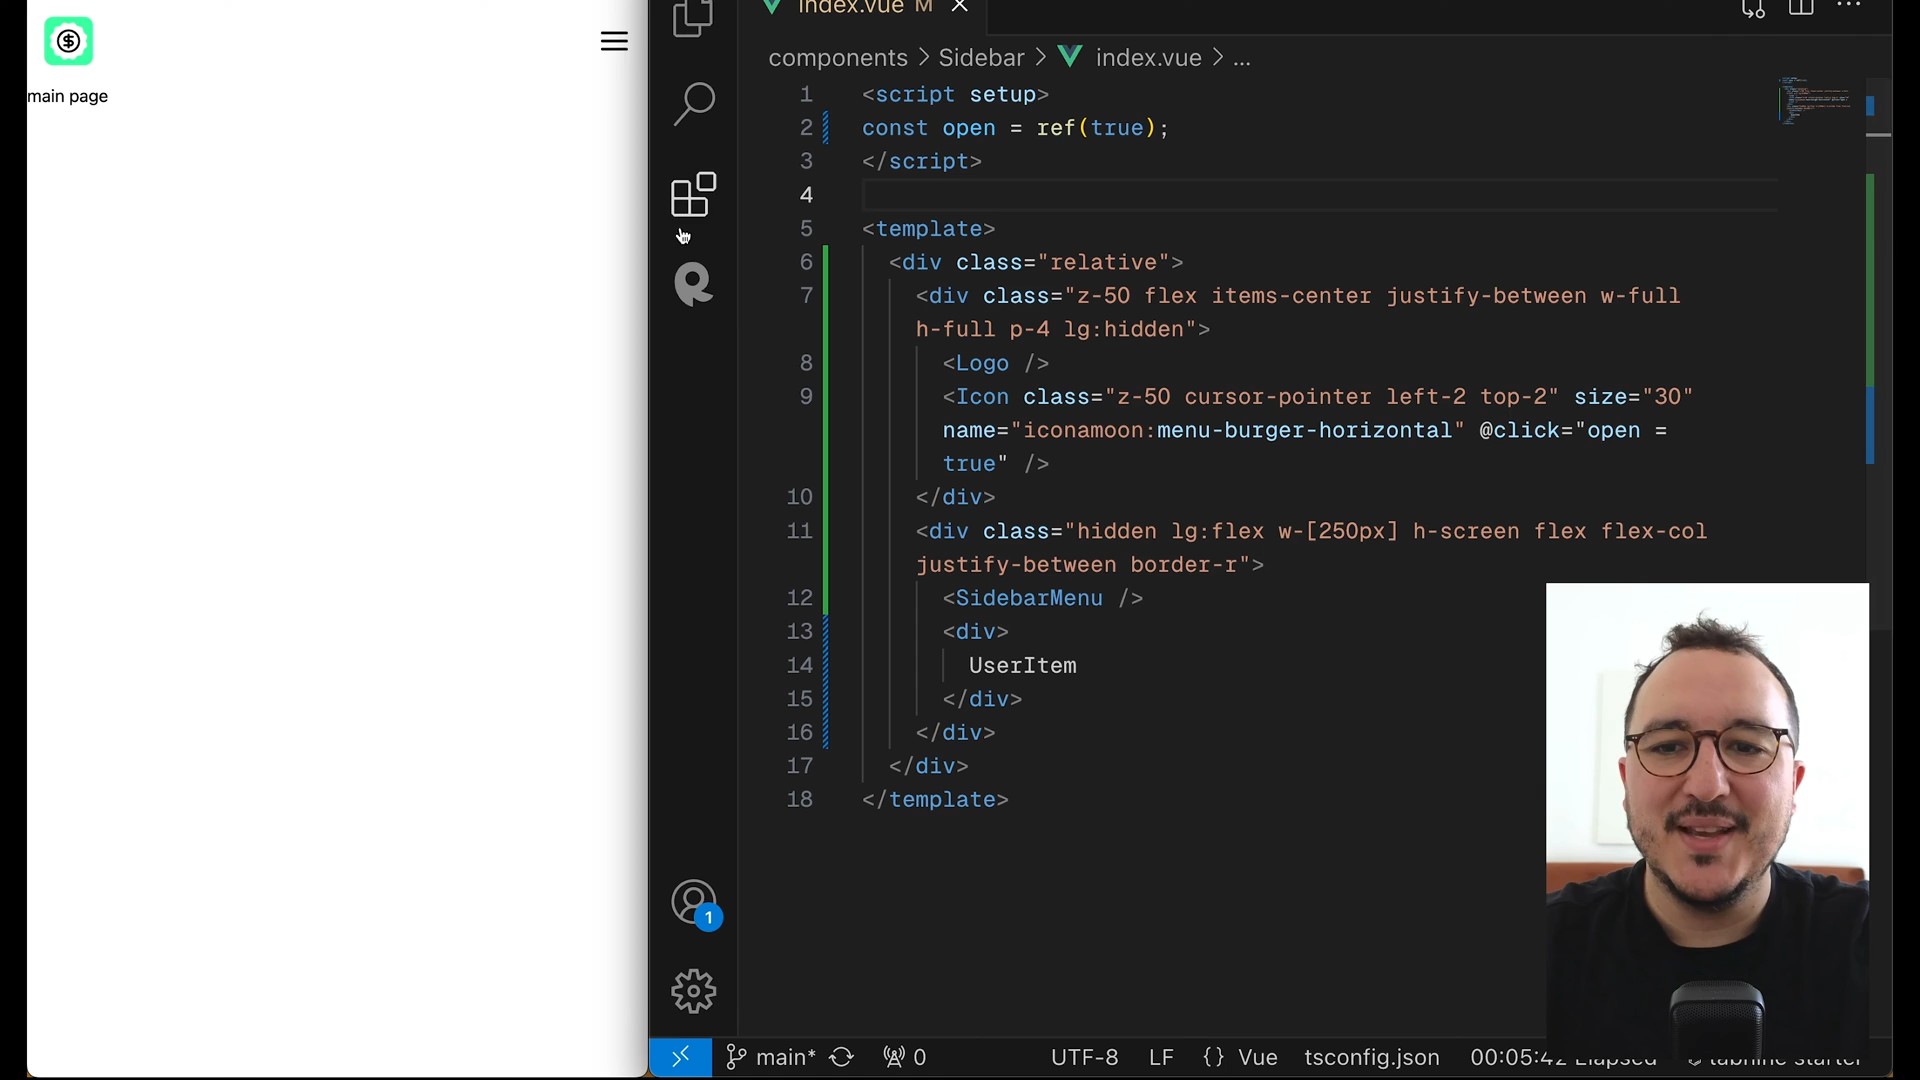 main page
index.vue M
components > Sidebar > index.vue > ...
1 <script setup>
2 const open = ref(true);
3 </script>
4
5 <template>
6 <div class="relative">
7 <div class="z-50 flex items-center justify-between w-full
h-full p-4 lg:hidden">
8 <Logo />
9 <Icon class="z-50 cursor-pointer left-2 top-2" size="30"
name="iconamoon:menu-burger-horizontal" @click="open =
true" />
10 </div>
11 <div class="hidden lg:flex w-[250px] h-screen flex flex-col
justify-between border-r">
12 <SidebarMenu />
13 <div>
14 UserItem
15 </div>
16 </div>
17 </div>
18 </template>
1
main* 0 UTF-8 LF {} Vue tsconfig.json 00:05:42 Elapsed tabnine starter